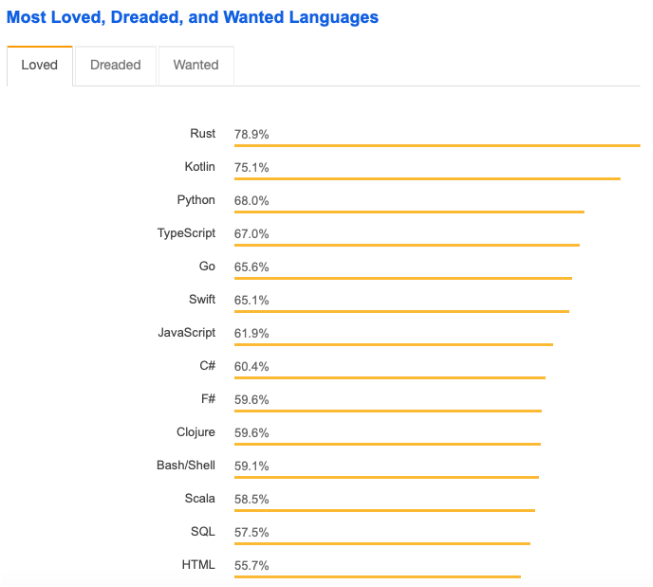 Most Loved, Dreaded, and Wanted Languages
Loved Dreaded Wanted
Rust 78.9%
Kotlin 75.1%
Python 68.0%
TypeScript 67.0%
Go 65.6%
Swift 65.1%
JavaScript 61.9%
C# 60.4%
F# 59.6%
Clojure 59.6%
Bash/Shell 59.1%
Scala 58.5%
SQL 57.5%
HTML 55.7%